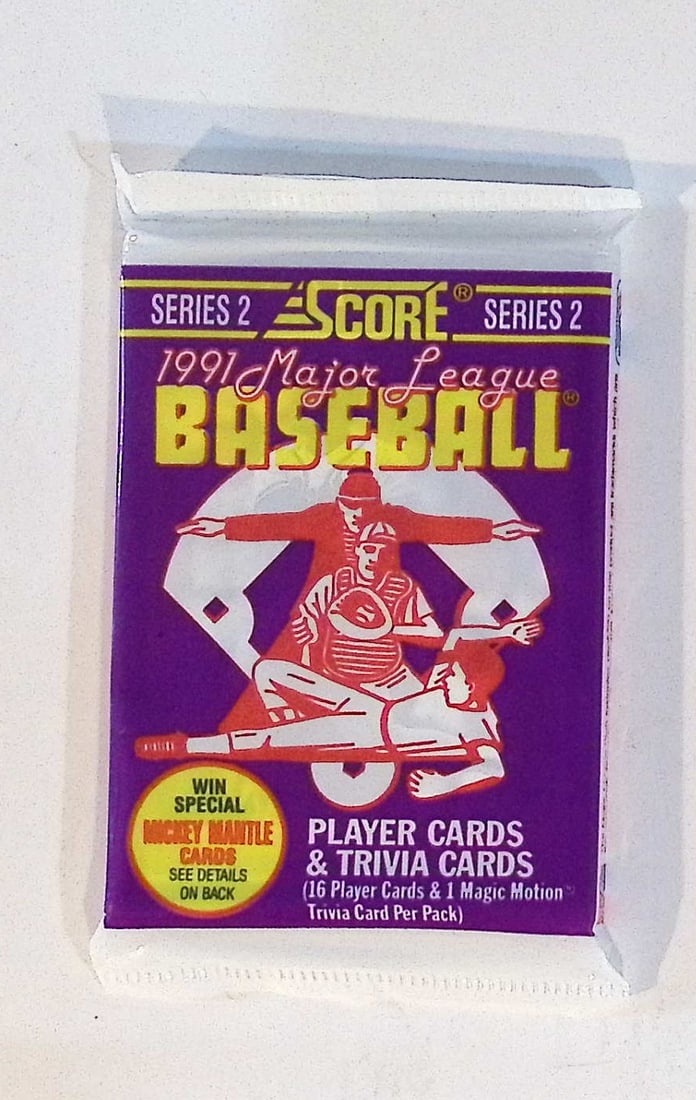 SERIES 2 SCORE® SERIES 2
1991 Major League
BASEBALL®
WIN
SPECIAL
MICKEY MANTLE
CARDS
SEE DETAILS
ON BACK
PLAYER CARDS
& TRIVIA CARDS
(16 Player Cards & 1 Magic Motion™
Trivia Card Per Pack)